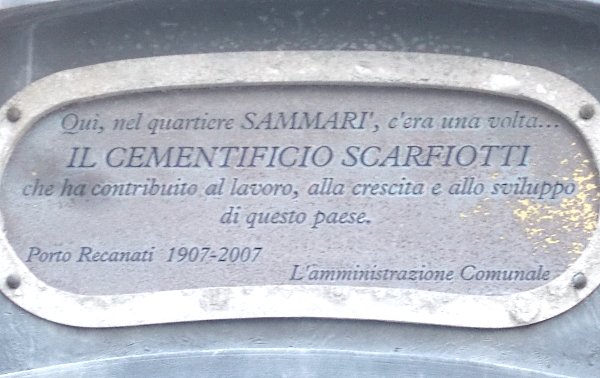 Qui, nel quartiere SAMMARI', c'era una volta...
IL CEMENTIFICIO SCARFIOTTI
che ha contribuito al lavoro, alla crescita e allo sviluppo
di questo paese.
Porto Recanati 1907-2007
L'amministrazione Comunale